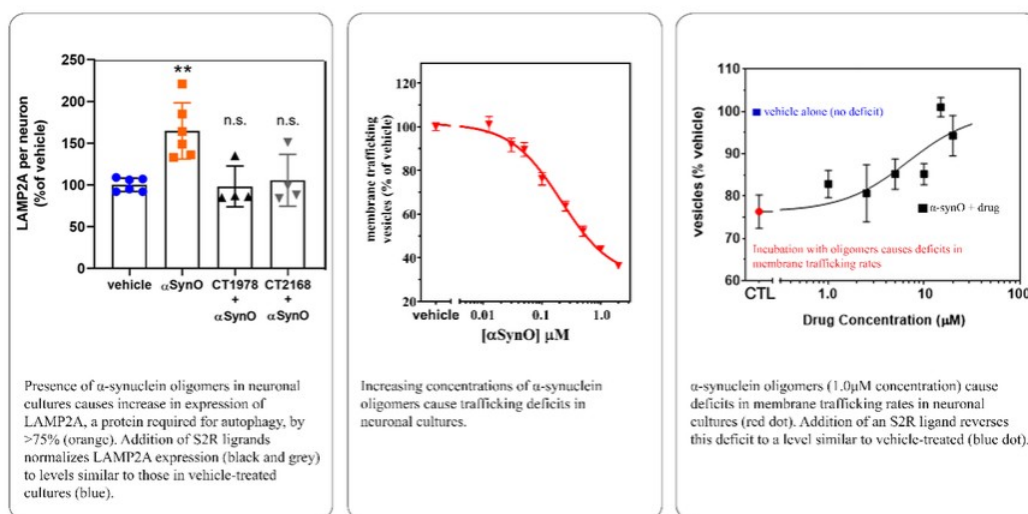 250
200
150
100
50
0
LAMP2A per neuron
(%of vehicle)
**
n.s.
n.s.
vehicle
αSynO
CT1978
+
αSynO
CT2168
+
αSynO
Presence of α-synuclein oligomers in neuronal
cultures causes increase in expression of
LAMP2A, a protein required for autophagy, by
>75% (orange). Addition of S2R ligands
normalizes LAMP2A expression (black and grey)
to levels similar to those in vehicle-treated
cultures (blue).
120
100
80
60
40
20
membrane trafficking
vesicles (% of vehicle)
vehicle
0.01
0.1
1.0
[αSynO] μM
Increasing concentrations of α-synuclein
oligomers cause trafficking deficits in
neuronal cultures.
110
100
90
80
70
60
vesicles (% vehicle)
vehicle alone (no deficit)
α-synO + drug
Incubation with oligomers causes deficits in
membrane trafficking rates
CTL
1.0
10
100
Drug Concentration (μM)
α-synuclein oligomers (1.0μM concentration) cause
deficits in membrane trafficking rates in neuronal
cultures (red dot). Addition of an S2R ligand reverses
this deficit to a level similar to vehicle-treated (blue dot).